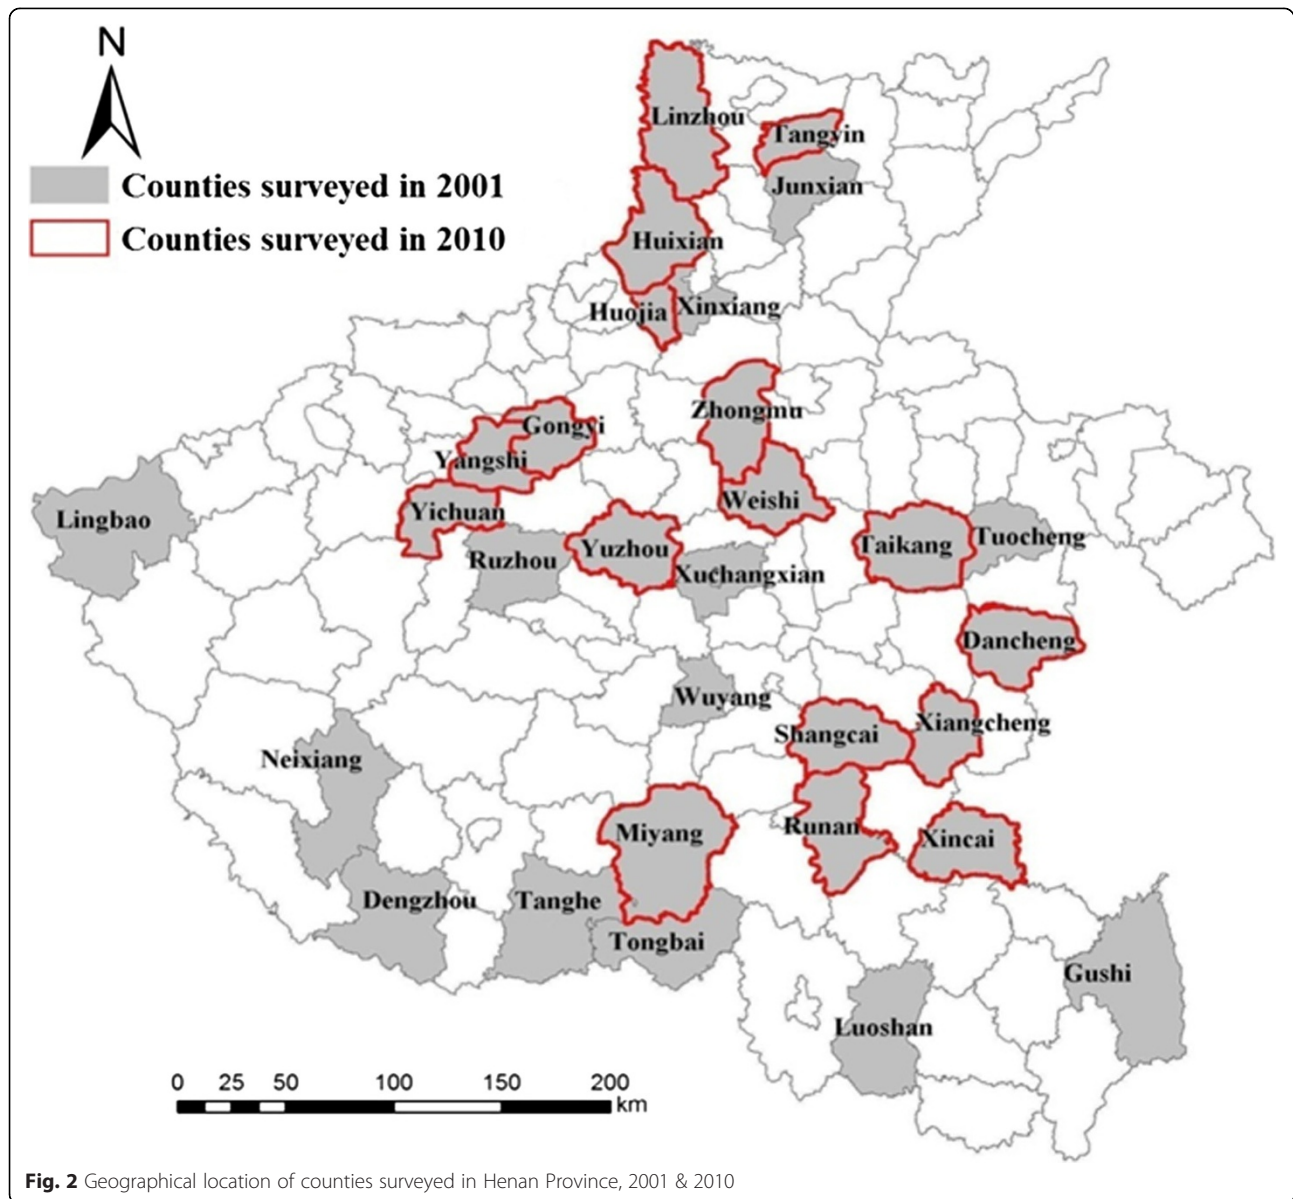 N
Counties surveyed in 2001
Counties surveyed in 2010
Linzhou
Tangyin
Junxian
Huixian
Huojia
Xinxiang
Zhongmu
Gongyi
Yangshi
Weishi
Yichuan
Lingbao
Ruzhou
Yuzhou
Xuchangxian
Taikang
Tuocheng
Dancheng
Wuyang
Xiangcheng
Shangcai
Neixiang
Miyang
Runan
Xincai
Dengzhou
Tanghe
Tongbai
Gushi
Luoshan
0 25 50 100 150 200
km
Fig. 2 Geographical location of counties surveyed in Henan Province, 2001 & 2010